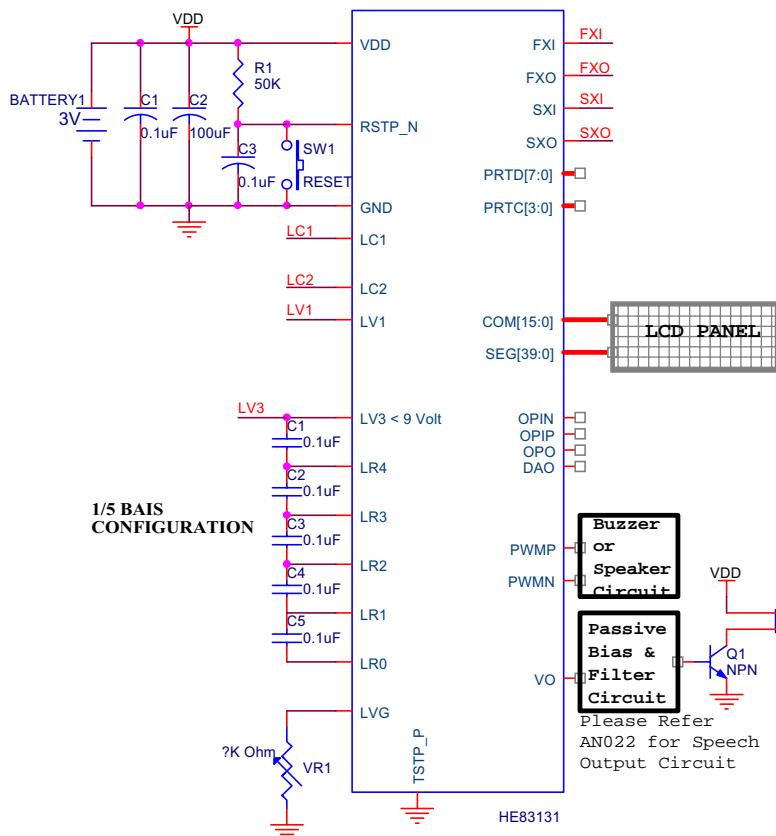 VDD
VDD
FXI
FXI
R1
50K
FXO
FXO
BATTERY1
3V
C1
0.1uF
C2
100uF
SXI
SXI
RSTP_N
SXO
SXO
C3
0.1uF
SW1
RESET
PRTD[7:0]
GND
PRTC[3:0]
LC1
LC1
LC2
LC2
LV1
LV1
COM[15:0]
SEG[39:0]
LCD PANEL
LV3
LV3 < 9 Volt
OPIN
OPIP
OPO
DAO
C1
0.1uF
LR4
C2
0.1uF
LR3
1/5 BAIS
CONFIGURATION
C3
0.1uF
LR2
C4
0.1uF
LR1
C5
0.1uF
LR0
PWMP
PWMN
Buzzer
or
Speaker
Circuit
VDD
Passive
Bias &
Filter
Circuit
VO
Q1
NPN
LVG
?K Ohm
VR1
TSTP_P
Please Refer
AN022 for Speech
Output Circuit
HE83131